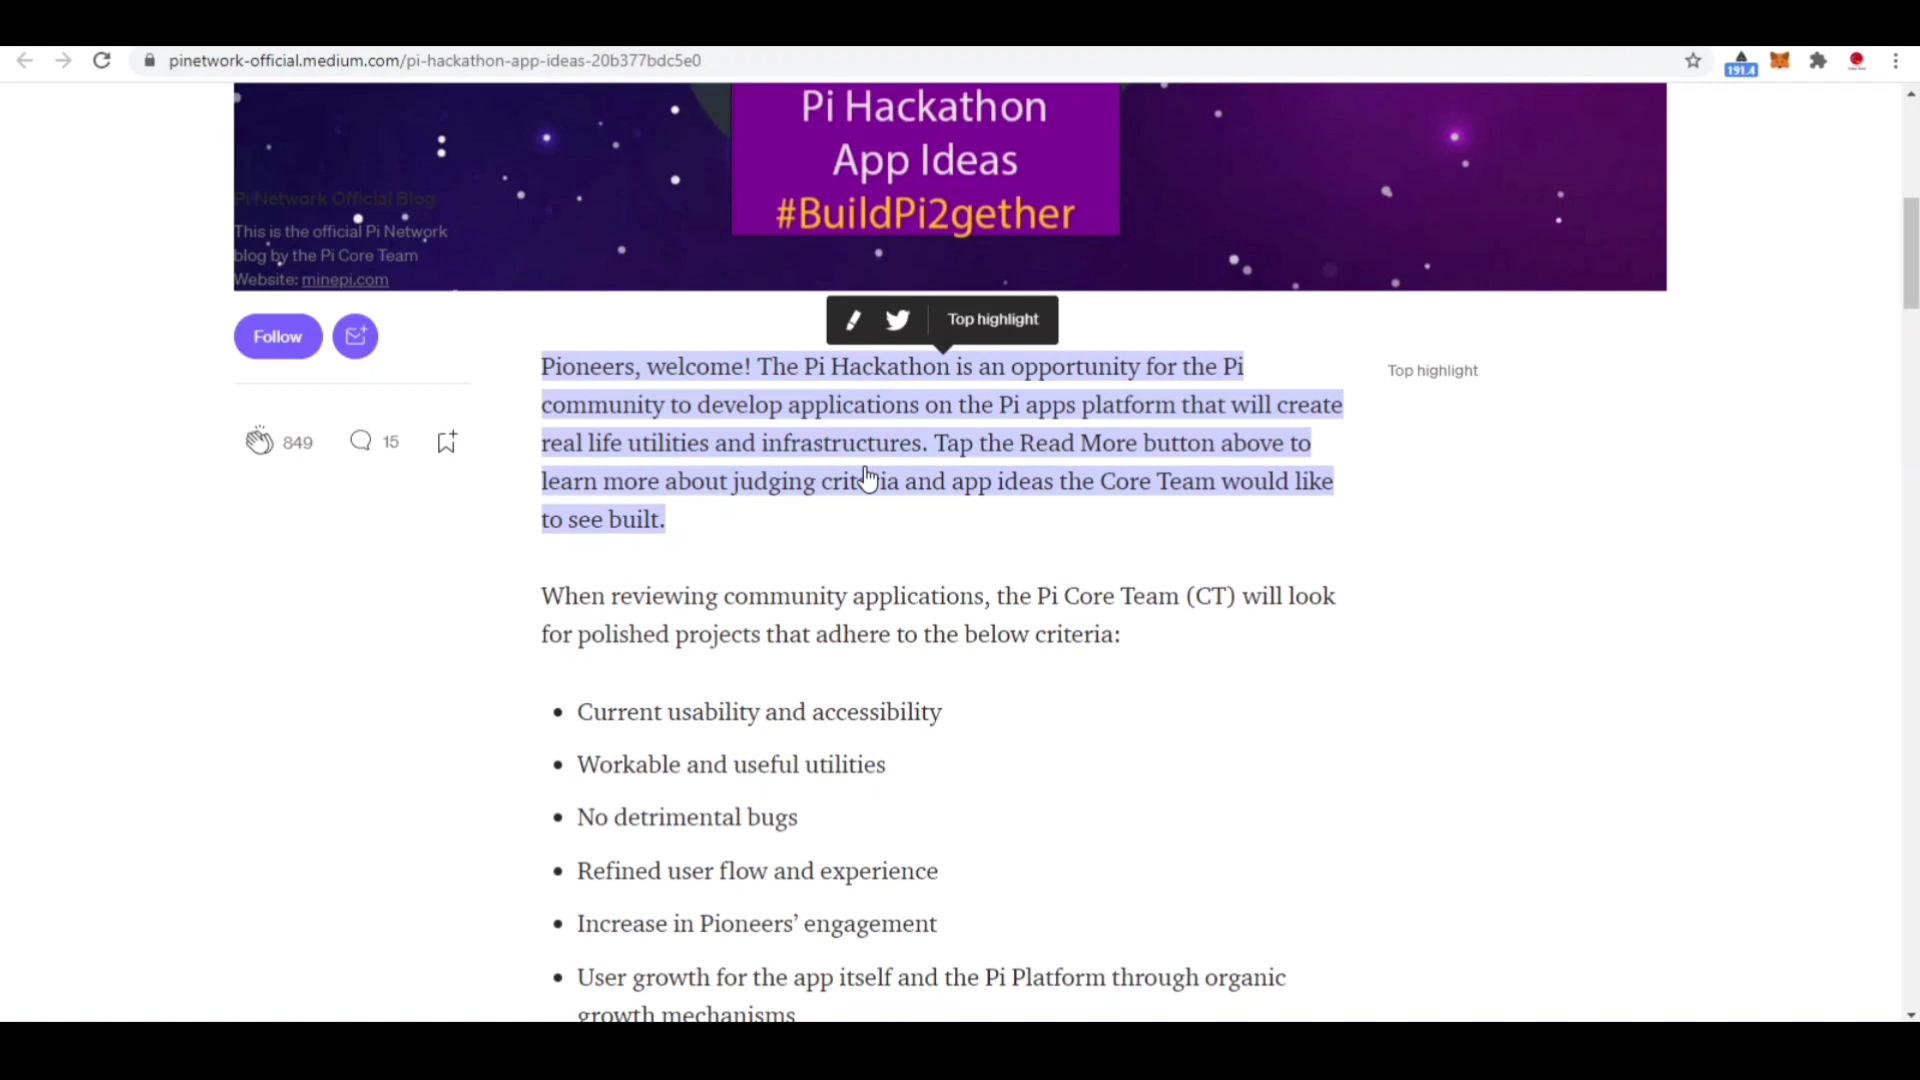 pinetwork-official.medium.com/pi-hackathon-app-ideas-20b377bdc5e0
191.4
Pi Hackathon
App Ideas
#BuildPi2gether
Pi Network Official Blog
This is the official Pi Network
blog by the Pi Core Team
Website: minepi.com
Follow
849
15
Top highlight
Pioneers, welcome! The Pi Hackathon is an opportunity for the Pi
community to develop applications on the Pi apps platform that will create
real life utilities and infrastructures. Tap the Read More button above to
learn more about judging criteria and app ideas the Core Team would like
to see built.
Top highlight
When reviewing community applications, the Pi Core Team (CT) will look
for polished projects that adhere to the below criteria:
• Current usability and accessibility
• Workable and useful utilities
• No detrimental bugs
• Refined user flow and experience
• Increase in Pioneers’ engagement
• User growth for the app itself and the Pi Platform through organic
growth mechanisms